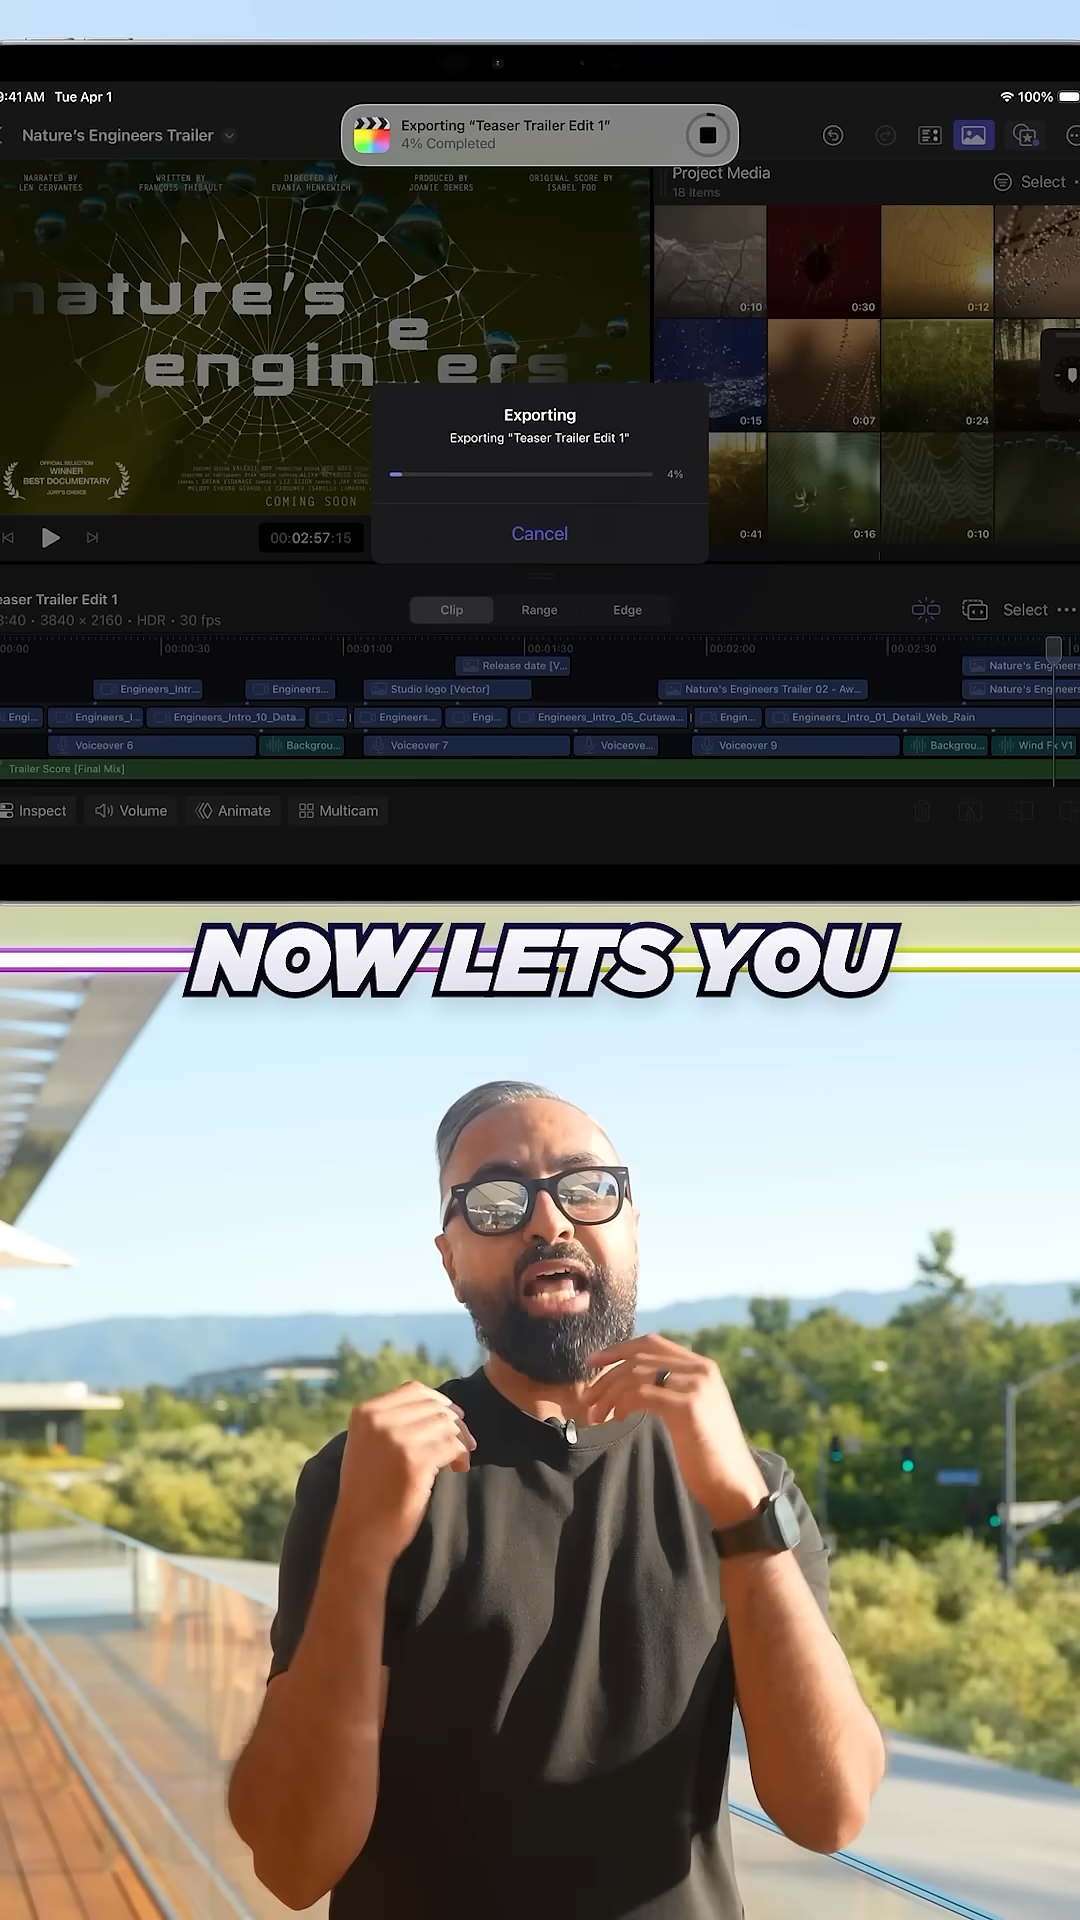 9:41 AM Tue Apr 1
100%
Nature's Engineers Trailer
Exporting “Teaser Trailer Edit 1”
4% Completed
NARRATED BY
LEN CERVANTES
WRITTEN BY
FRANÇOIS THIBAULT
DIRECTED BY
EVANIA HENKEWICH
PRODUCED BY
JOANIE DEMERS
ORIGINAL SCORE BY
ISABEL FOO
nature's
engineers
OFFICIAL SELECTION
WINNER
BEST DOCUMENTARY
JURY'S CHOICE
COMING SOON
Project Media
18 Items
Select
0:10
0:30
0:12
0:15
0:07
0:24
0:41
0:16
0:10
Exporting
Exporting "Teaser Trailer Edit 1"
4%
Cancel
00:02:57:15
easer Trailer Edit 1
3:40 • 3840 × 2160 • HDR • 30 fps
Clip Range Edge
Select
00:00 00:00:30 00:01:00 00:01:30 00:02:00 00:02:30
Release date [V... Nature's Engineers
Engineers_Intr... Engineers... Studio logo [Vector] Nature's Engineers Trailer 02 - Aw... Nature's Engineers
Engi... Engineers_I... Engineers_Intro_10_Deta... ... Engineers... Engi... Engineers_Intro_05_Cutawa... Engin... Engineers_Intro_01_Detail_Web_Rain
Voiceover 6 Backgrou... Voiceover 7 Voiceove... Voiceover 9 Backgrou... Wind Fx V1
Trailer Score [Final Mix]
Inspect Volume Animate Multicam
NOW LETS YOU